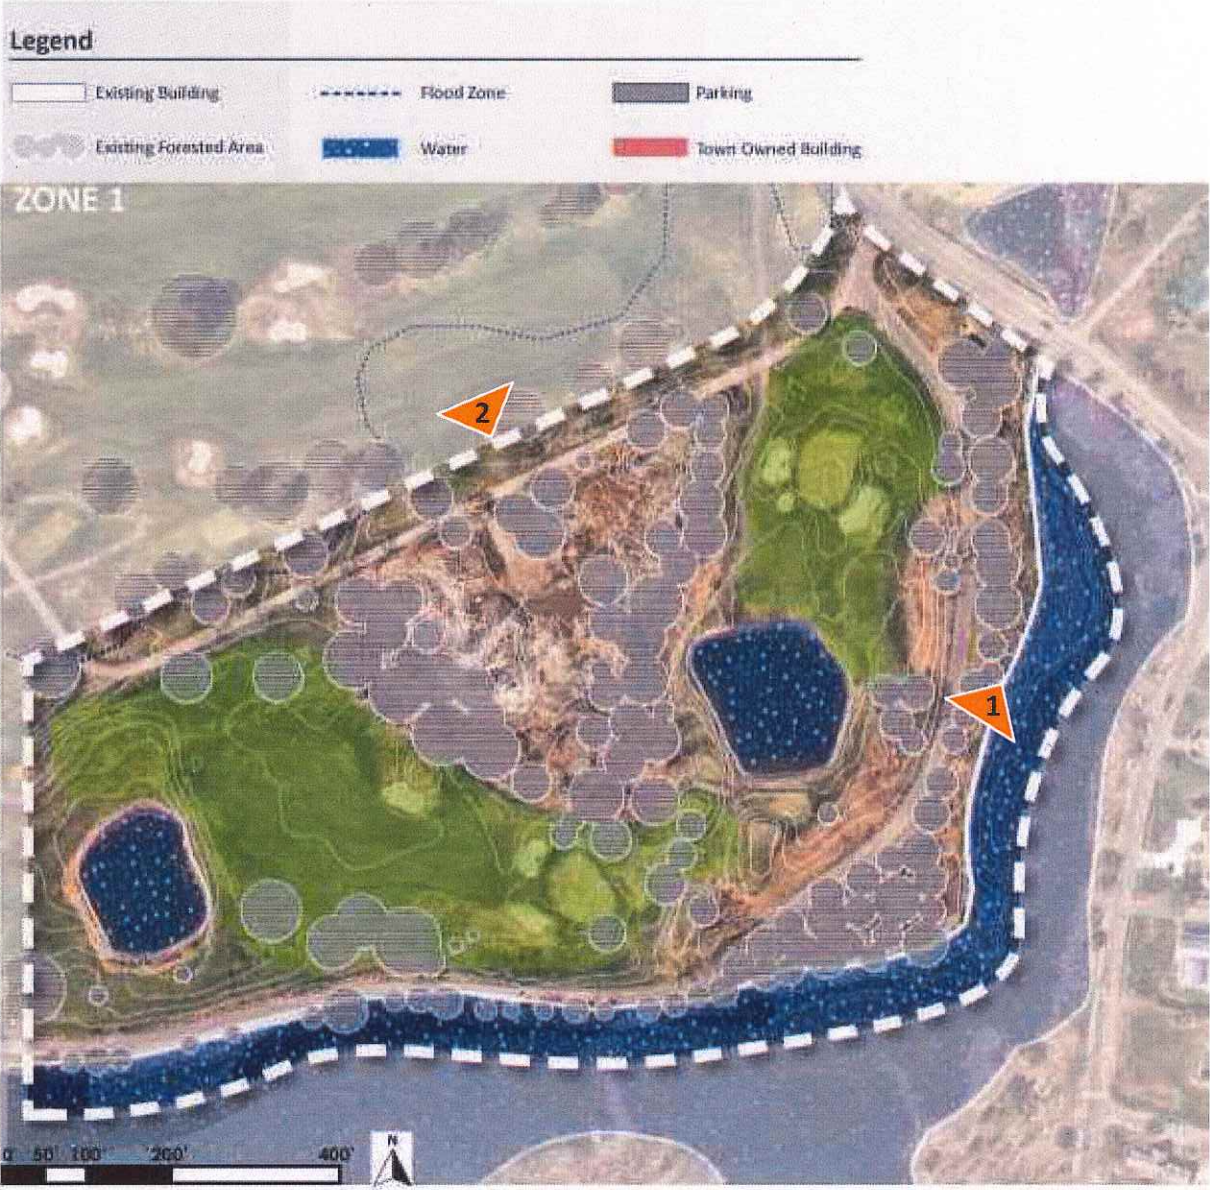 Legend
Existing Building
Flood Zone
Parking
Existing Forested Area
Water
Town Owned Building
ZONE 1
2
1
0 50' 100' 200' 400'
N